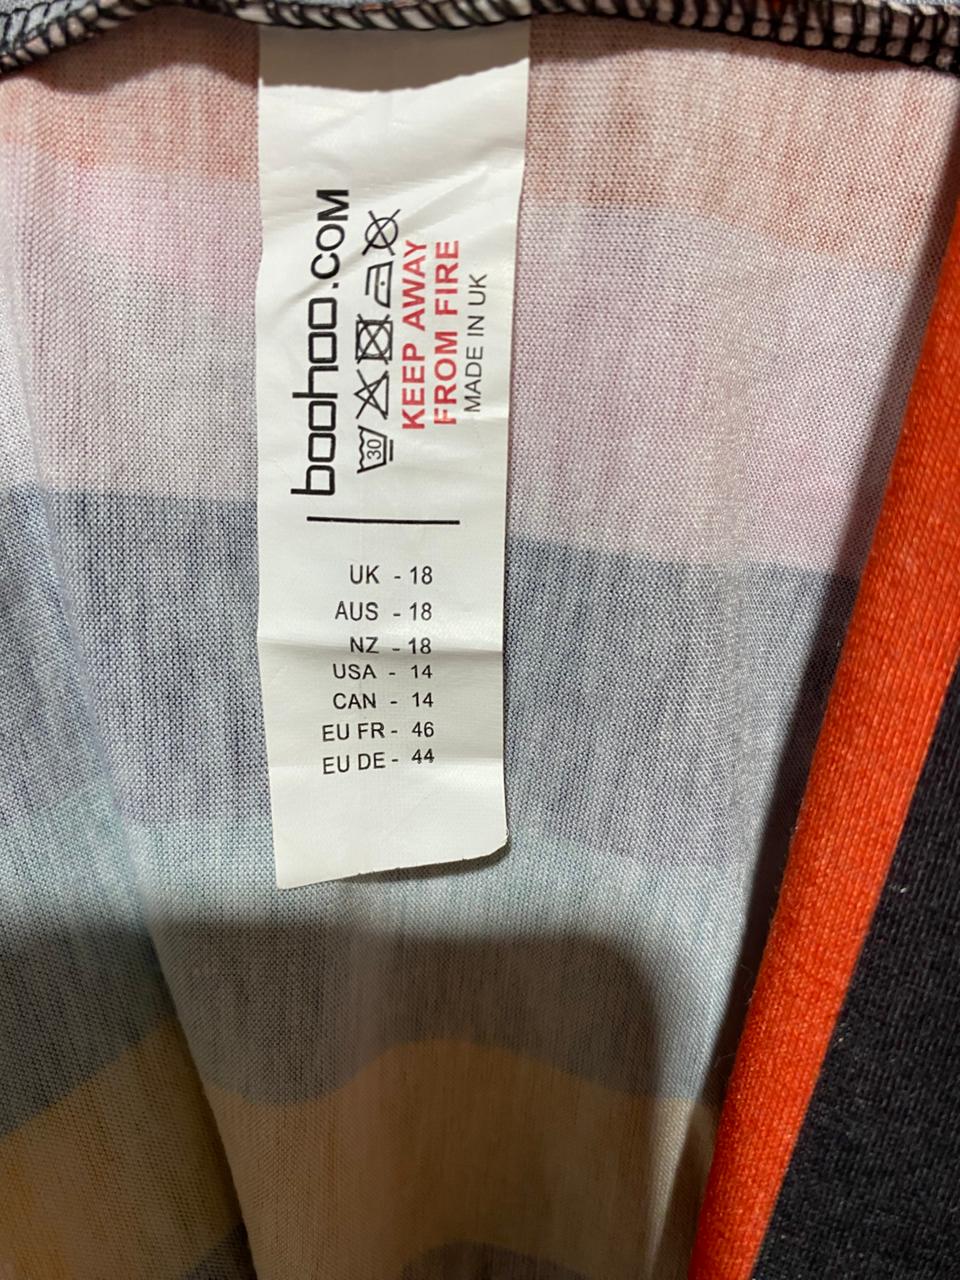 boohoo.COM
30
KEEP AWAY
FROM FIRE
MADE IN UK
UK - 18
AUS - 18
NZ - 18
USA - 14
CAN - 14
EU FR - 46
EU DE - 44